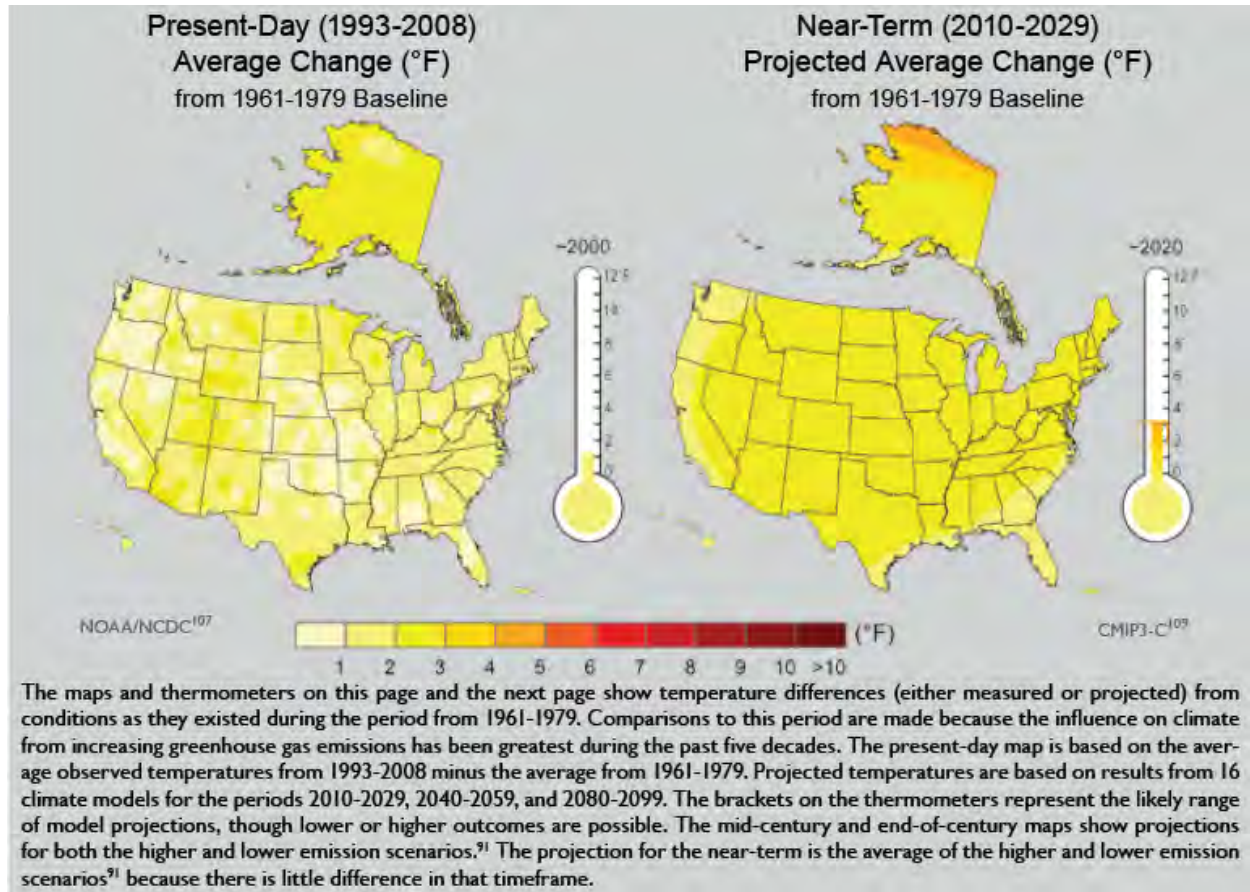 Present-Day (1993-2008)
Average Change (°F)
from 1961-1979 Baseline
Near-Term (2010-2029)
Projected Average Change (°F)
from 1961-1979 Baseline
~2000
12°F
10
8
6
4
2
0
~2020
12°F
10
8
6
4
2
0
NOAA/NCDC107
CMIP3-C109
(°F)
1 2 3 4 5 6 7 8 9 10 >10
The maps and thermometers on this page and the next page show temperature differences (either measured or projected) from
conditions as they existed during the period from 1961-1979. Comparisons to this period are made because the influence on climate
from increasing greenhouse gas emissions has been greatest during the past five decades. The present-day map is based on the aver-
age observed temperatures from 1993-2008 minus the average from 1961-1979. Projected temperatures are based on results from 16
climate models for the periods 2010-2029, 2040-2059, and 2080-2099. The brackets on the thermometers represent the likely range
of model projections, though lower or higher outcomes are possible. The mid-century and end-of-century maps show projections
for both the higher and lower emission scenarios.91 The projection for the near-term is the average of the higher and lower emission
scenarios91 because there is little difference in that timeframe.